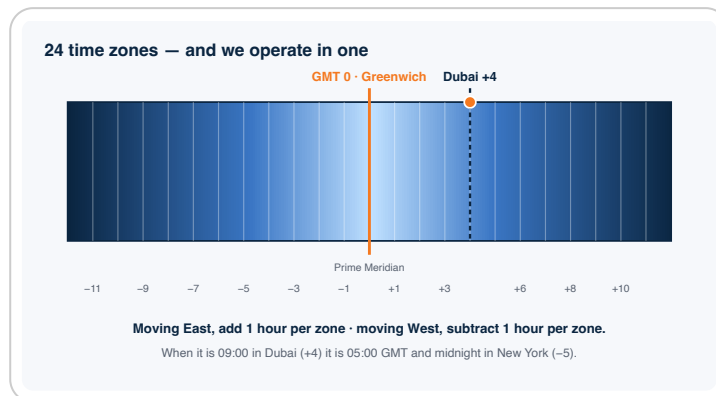 24 time zones — and we operate in one
GMT 0 · Greenwich Dubai +4
Prime Meridian
−11 −9 −7 −5 −3 −1 +1 +3 +6 +8 +10
Moving East, add 1 hour per zone · moving West, subtract 1 hour per zone.
When it is 09:00 in Dubai (+4) it is 05:00 GMT and midnight in New York (−5).